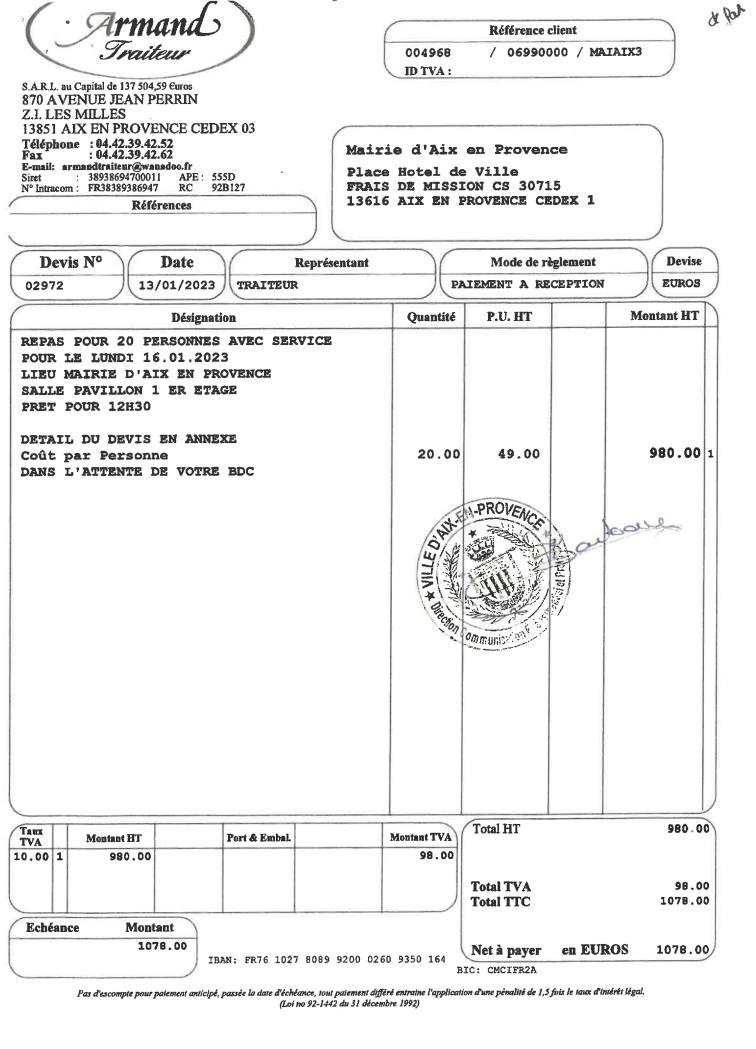 Armand
Traiteur
S.A.R.L. au Capital de 137 504,59 €uros
870 AVENUE JEAN PERRIN
Z.I. LES MILLES
13851 AIX EN PROVENCE CEDEX 03
Téléphone : 04.42.39.42.52
Fax : 04.42.39.42.62
E-mail: armandtraiteur@wanadoo.fr
Siret : 38938694700011 APE : 555D
N° Intracom : FR38389386947 RC 92B127
Références
Référence client
004968 / 06990000 / MAIAIX3
ID TVA :
Mairie d'Aix en Provence
Place Hotel de Ville
FRAIS DE MISSION CS 30715
13616 AIX EN PROVENCE CEDEX 1
Devis N° Date Représentant Mode de règlement Devise
02972 13/01/2023 TRAITEUR PAIEMENT A RECEPTION EUROS
Désignation Quantité P.U. HT Montant HT
REPAS POUR 20 PERSONNES AVEC SERVICE
POUR LE LUNDI 16.01.2023
LIEU MAIRIE D'AIX EN PROVENCE
SALLE PAVILLON 1 ER ETAGE
PRET POUR 12H30
DETAIL DU DEVIS EN ANNEXE
Coût par Personne 20.00 49.00 980.00 1
DANS L'ATTENTE DE VOTRE BDC
VILLE D'AIX-EN-PROVENCE
Direction
Taux TVA Montant HT Port & Embal. Montant TVA
10.00 1 980.00 98.00
Total HT 980.00
Total TVA 98.00
Total TTC 1078.00
Net à payer en EUROS 1078.00
Echéance Montant
1078.00
IBAN: FR76 1027 8089 9200 0260 9350 164
BIC: CMCIFR2A
Pas d'escompte pour paiement anticipé, passée la date d'échéance, tout paiement différé entraine l'application d'une pénalité de 1,5 fois le taux d'intérêt légal.
(Loi no 92-1442 du 31 décembre 1992)